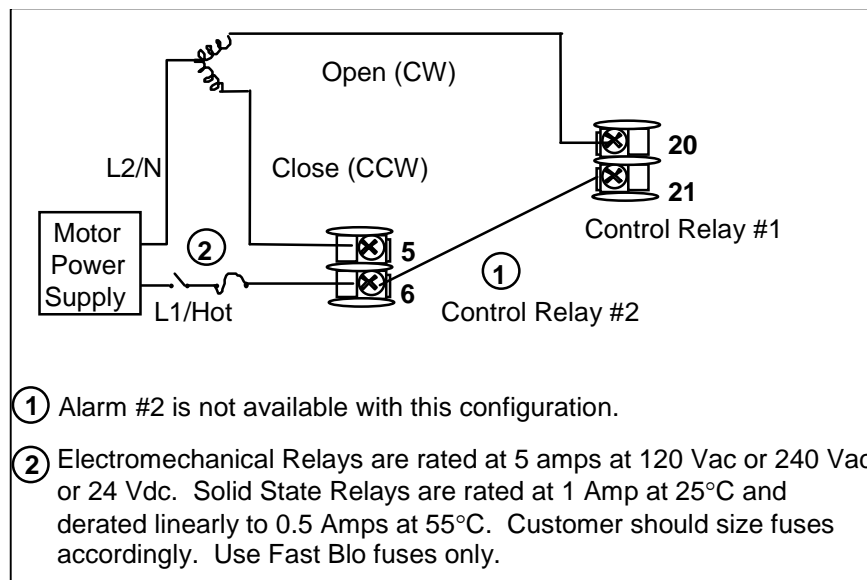 Open (CW)
20
L2/N
Close (CCW)
21
Motor
Power
Supply
2
5
Control Relay #1
1
6
L1/Hot
Control Relay #2
1 Alarm #2 is not available with this configuration.
2 Electromechanical Relays are rated at 5 amps at 120 Vac or 240 Vac
or 24 Vdc. Solid State Relays are rated at 1 Amp at 25°C and
derated linearly to 0.5 Amps at 55°C. Customer should size fuses
accordingly. Use Fast Blo fuses only.